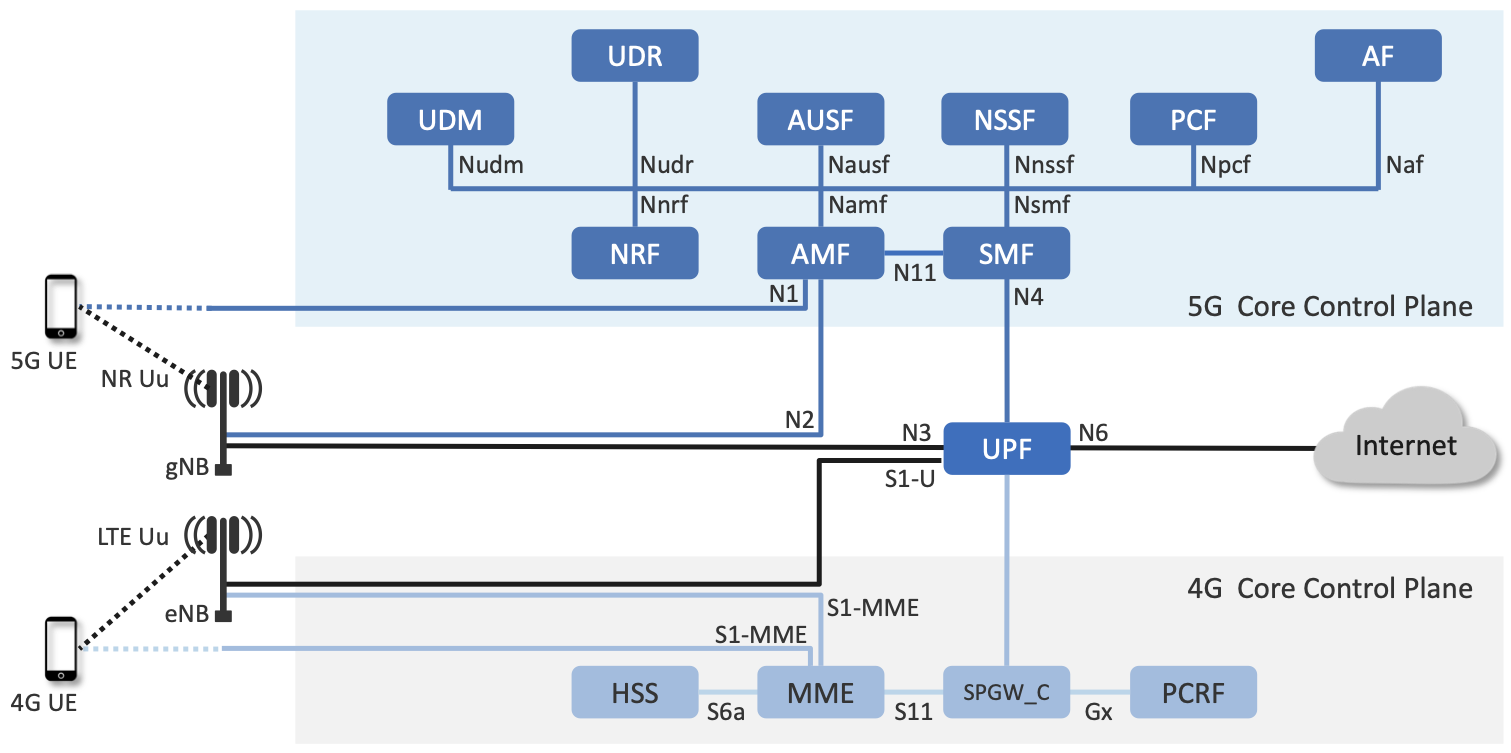 UDR
AF
UDM
AUSF
NSSF
PCF
Nudm
Nudr
Nausf
Nnssf
Npcf
Naf
Nnrf
Namf
Nsmf
NRF
AMF
SMF
N11
N1
N4
5G Core Control Plane
5G UE
NR Uu
N2
N3
UPF
N6
Internet
gNB
S1-U
LTE Uu
4G Core Control Plane
eNB
S1-MME
S1-MME
4G UE
HSS
MME
SPGW_C
PCRF
S6a
S11
Gx